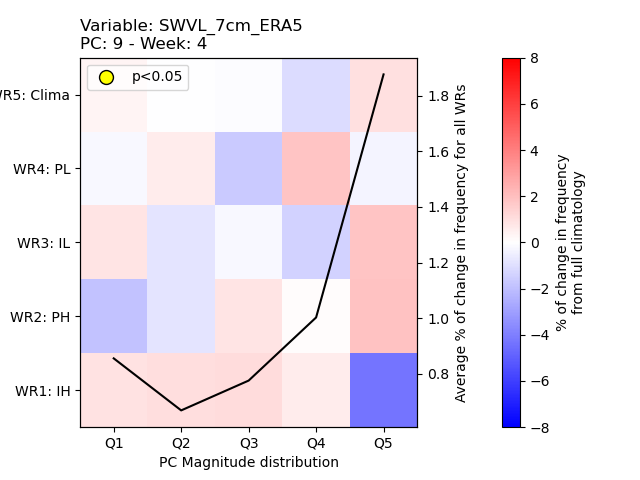 Variable: SWVL_7cm_ERA5
PC: 9 - Week: 4
p<0.05
WR5: Clima
WR4: PL
WR3: IL
WR2: PH
WR1: IH
Q1 Q2 Q3 Q4 Q5
PC Magnitude distribution
1.8
1.6
1.4
1.2
1.0
0.8
Average % of change in frequency for all WRs
8
6
4
2
0
−2
−4
−6
−8
% of change in frequency
from full climatology